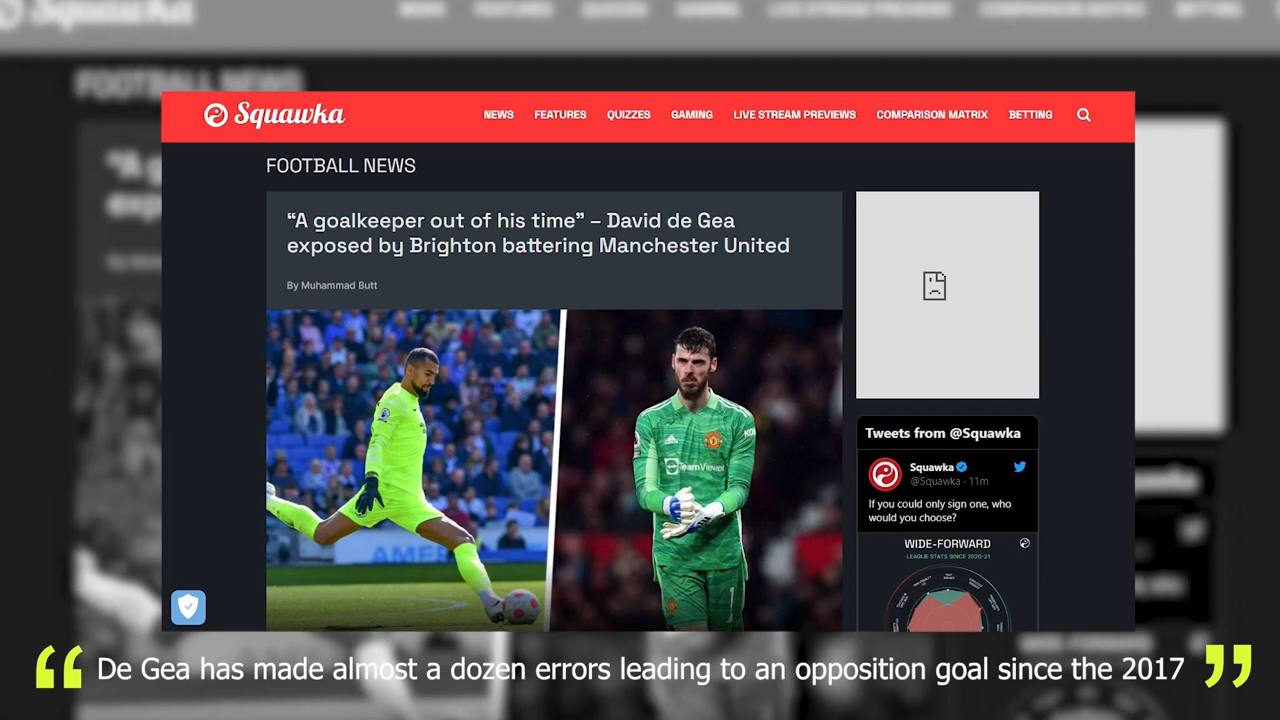 Squawka
NEWS FEATURES QUIZZES GAMING LIVE STREAM PREVIEWS COMPARISON MATRIX BETTING
FOOTBALL NEWS
“A goalkeeper out of his time” – David de Gea
exposed by Brighton battering Manchester United
By Muhammad Butt
TeamViewer
Tweets from @Squawka
Squawka
@Squawka · 11m
If you could only sign one, who
would you choose?
WIDE-FORWARD
LEAGUE STATS SINCE 2020-21
“ De Gea has made almost a dozen errors leading to an opposition goal since the 2017 ”